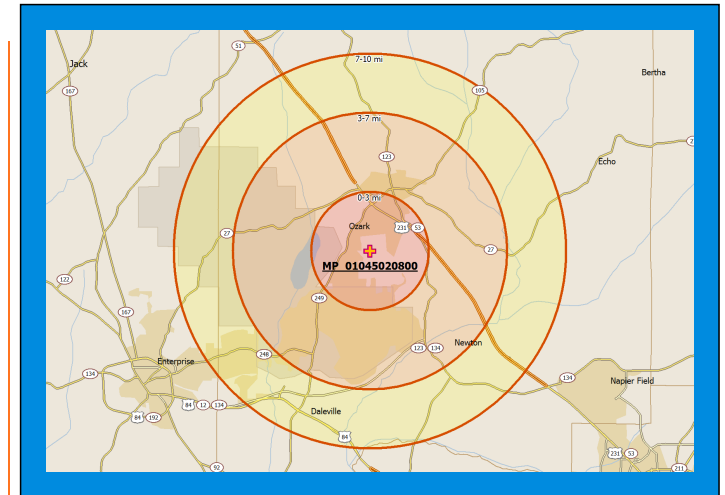 51
7-10 mi
Jack
Bertha
167
105
3-7 mi
123
Echo
0-3 mi
Ozark
231 53
27
27
MP_01045020800
122
249
167
123 134
Newton
248
Enterprise
134
134
Napier Field
84 12 134
Daleville
84 192
84
231 53
92
211